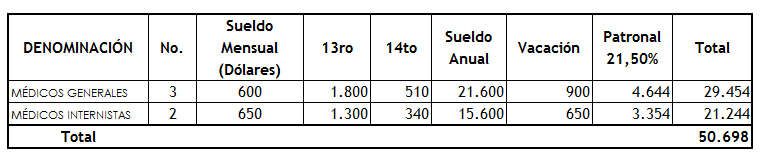 DENOMINACIÓN No. Sueldo Mensual (Dólares) 13ro 14to Sueldo Anual Vacación Patronal 21,50% Total
MÉDICOS GENERALES 3 600 1.800 510 21.600 900 4.644 29.454
MÉDICOS INTERNISTAS 2 650 1.300 340 15.600 650 3.354 21.244
Total 50.698